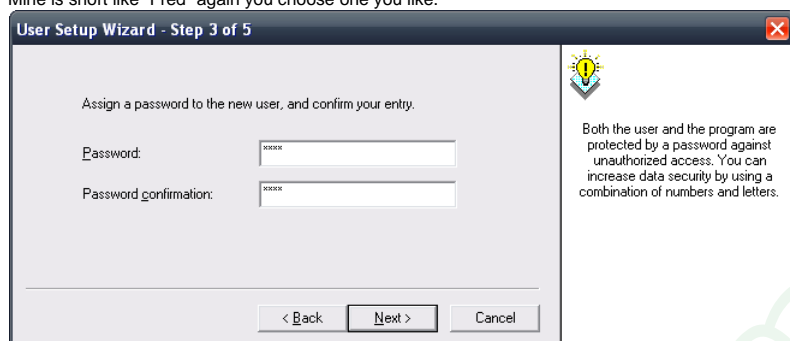 Mine is short like "Fred" again you choose one you like.
User Setup Wizard - Step 3 of 5
Assign a password to the new user, and confirm your entry.
Password:
xxxx
Password confirmation:
xxxx
< Back
Next >
Cancel
Both the user and the program are
protected by a password against
unauthorized access. You can
increase data security by using a
combination of numbers and letters.